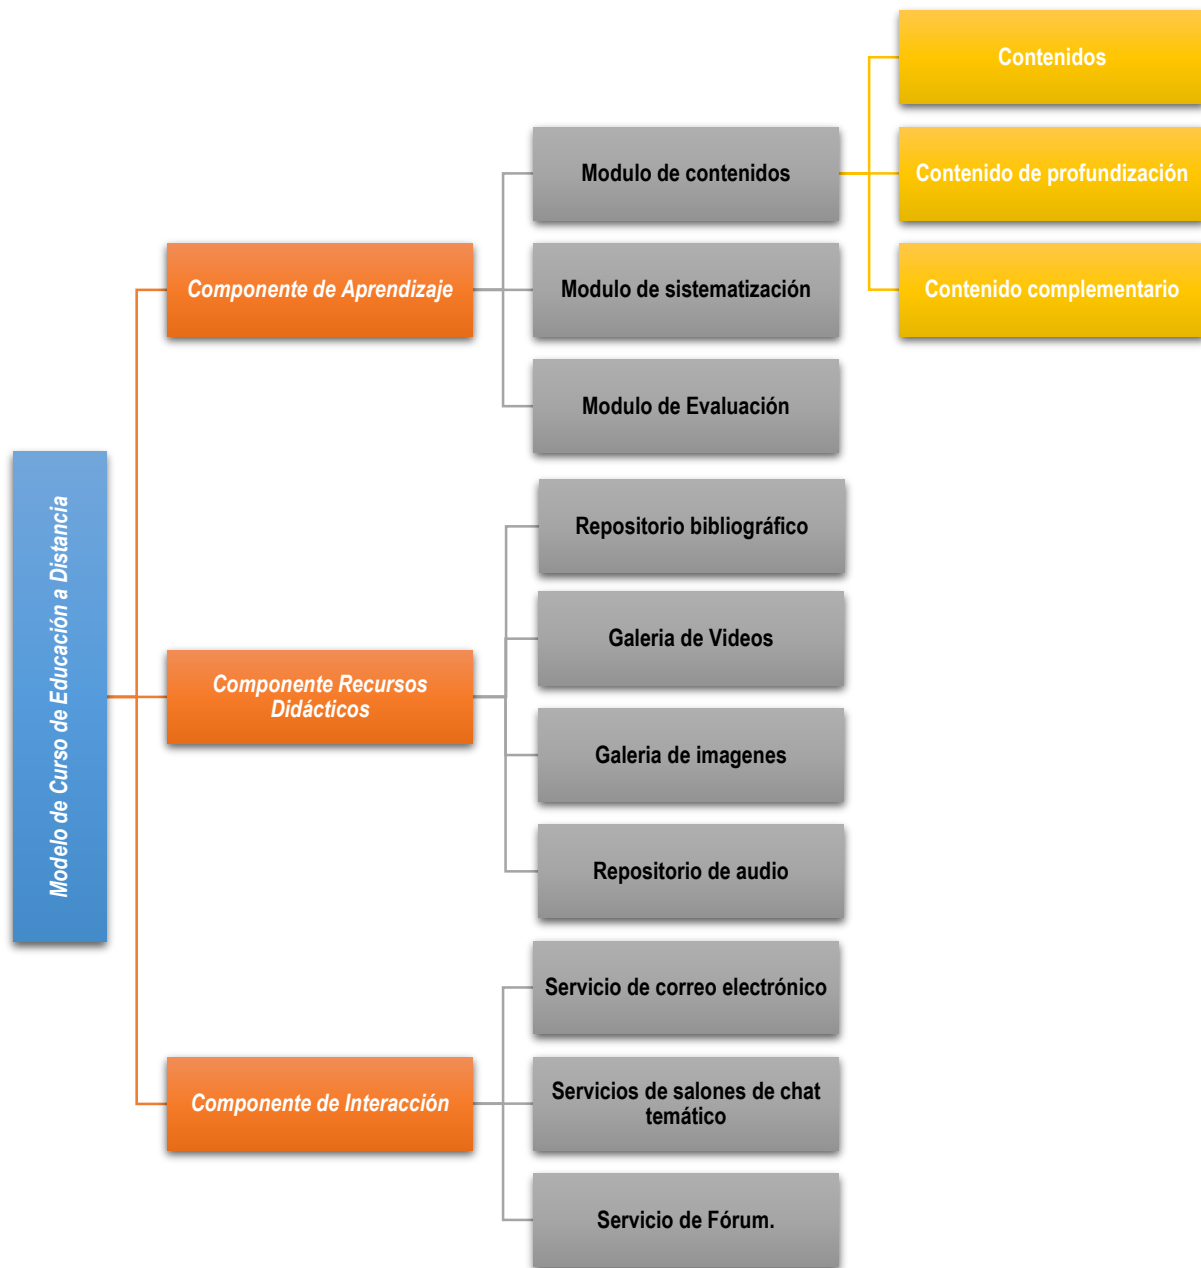 Modelo de Curso de Educación a Distancia
Componente de Aprendizaje
Modulo de contenidos
Contenidos
Contenido de profundización
Contenido complementario
Modulo de sistematización
Modulo de Evaluación
Componente Recursos
Didácticos
Repositorio bibliográfico
Galeria de Videos
Galeria de imagenes
Repositorio de audio
Componente de Interacción
Servicio de correo electrónico
Servicios de salones de chat
temático
Servicio de Fórum.